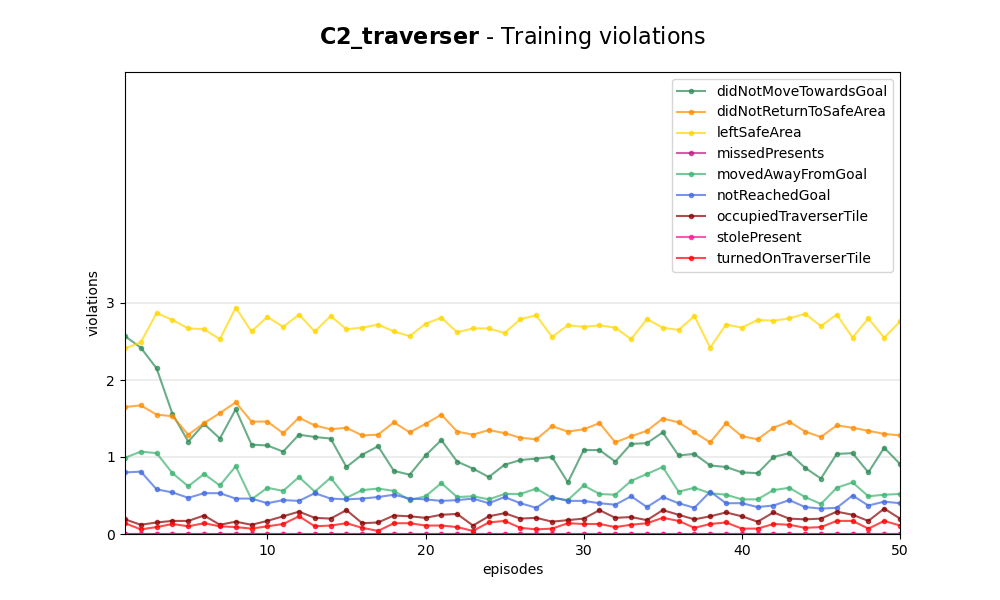 C2_traverser - Training violations
didNotMoveTowardsGoal
didNotReturnToSafeArea
leftSafeArea
missedPresents
movedAwayFromGoal
notReachedGoal
occupiedTraverserTile
stolePresent
turnedOnTraverserTile
violations
3
2
1
0
10 20 30 40 50
episodes